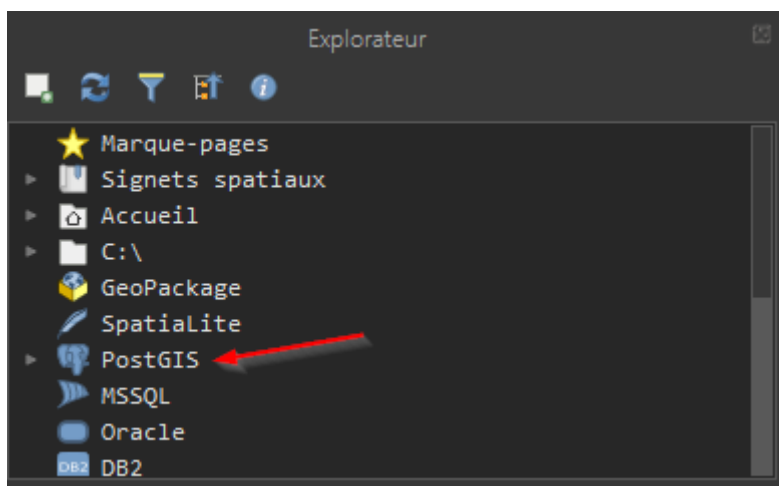 Explorateur
Marque-pages
Signets spatiaux
Accueil
C:\
GeoPackage
SpatiaLite
PostGIS
MSSQL
Oracle
DB2 DB2